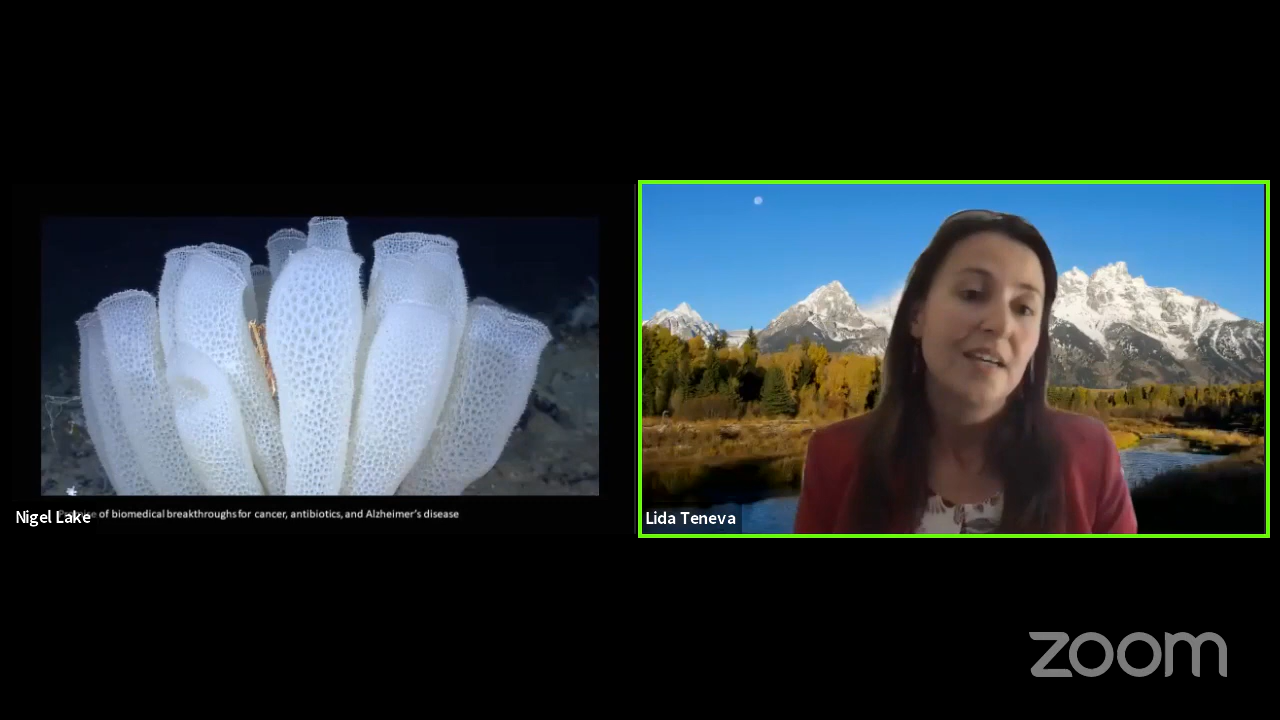 Nigel Lake
of biomedical breakthroughs for cancer, antibiotics, and Alzheimer's disease
Lida Teneva
zoom